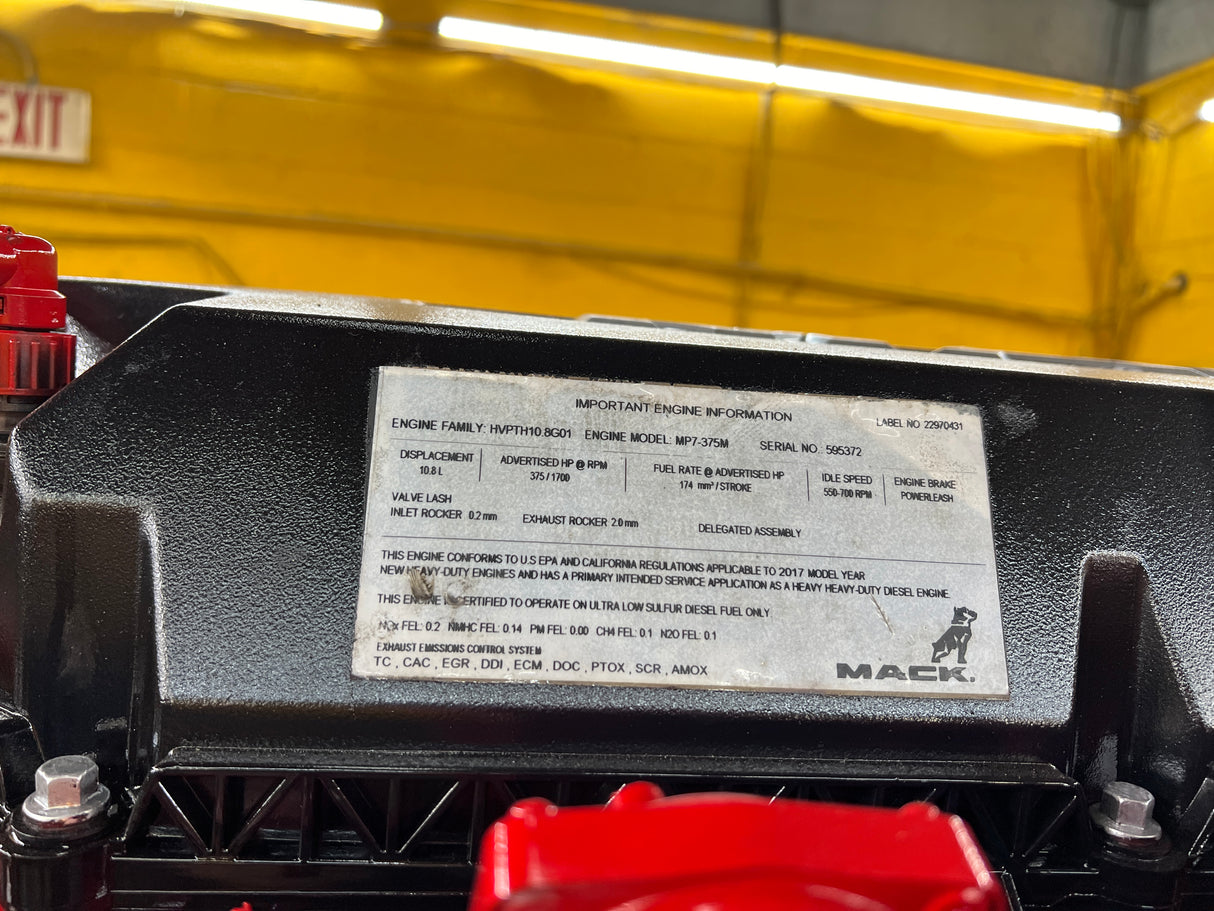 EXIT
IMPORTANT ENGINE INFORMATION
LABEL NO 22970431
ENGINE FAMILY: HVPTH10.8G01 ENGINE MODEL: MP7-375M SERIAL NO: 595372
DISPLACEMENT
10.8 L
ADVERTISED HP @ RPM
375 / 1700
FUEL RATE @ ADVERTISED HP
174 mm³ / STROKE
IDLE SPEED
550-700 RPM
ENGINE BRAKE
POWERLEASH
VALVE LASH
INLET ROCKER 0.2 mm EXHAUST ROCKER 2.0 mm DELEGATED ASSEMBLY
THIS ENGINE CONFORMS TO U.S EPA AND CALIFORNIA REGULATIONS APPLICABLE TO 2017 MODEL YEAR
NEW HEAVY-DUTY ENGINES AND HAS A PRIMARY INTENDED SERVICE APPLICATION AS A HEAVY HEAVY-DUTY DIESEL ENGINE.
THIS ENGINE IS CERTIFIED TO OPERATE ON ULTRA LOW SULFUR DIESEL FUEL ONLY
NOx FEL: 0.2 NMHC FEL: 0.14 PM FEL: 0.00 CH4 FEL: 0.1 N2O FEL: 0.1
EXHAUST EMISSIONS CONTROL SYSTEM
TC , CAC , EGR , DDI , ECM , DOC , PTOX , SCR , AMOX
MACK.